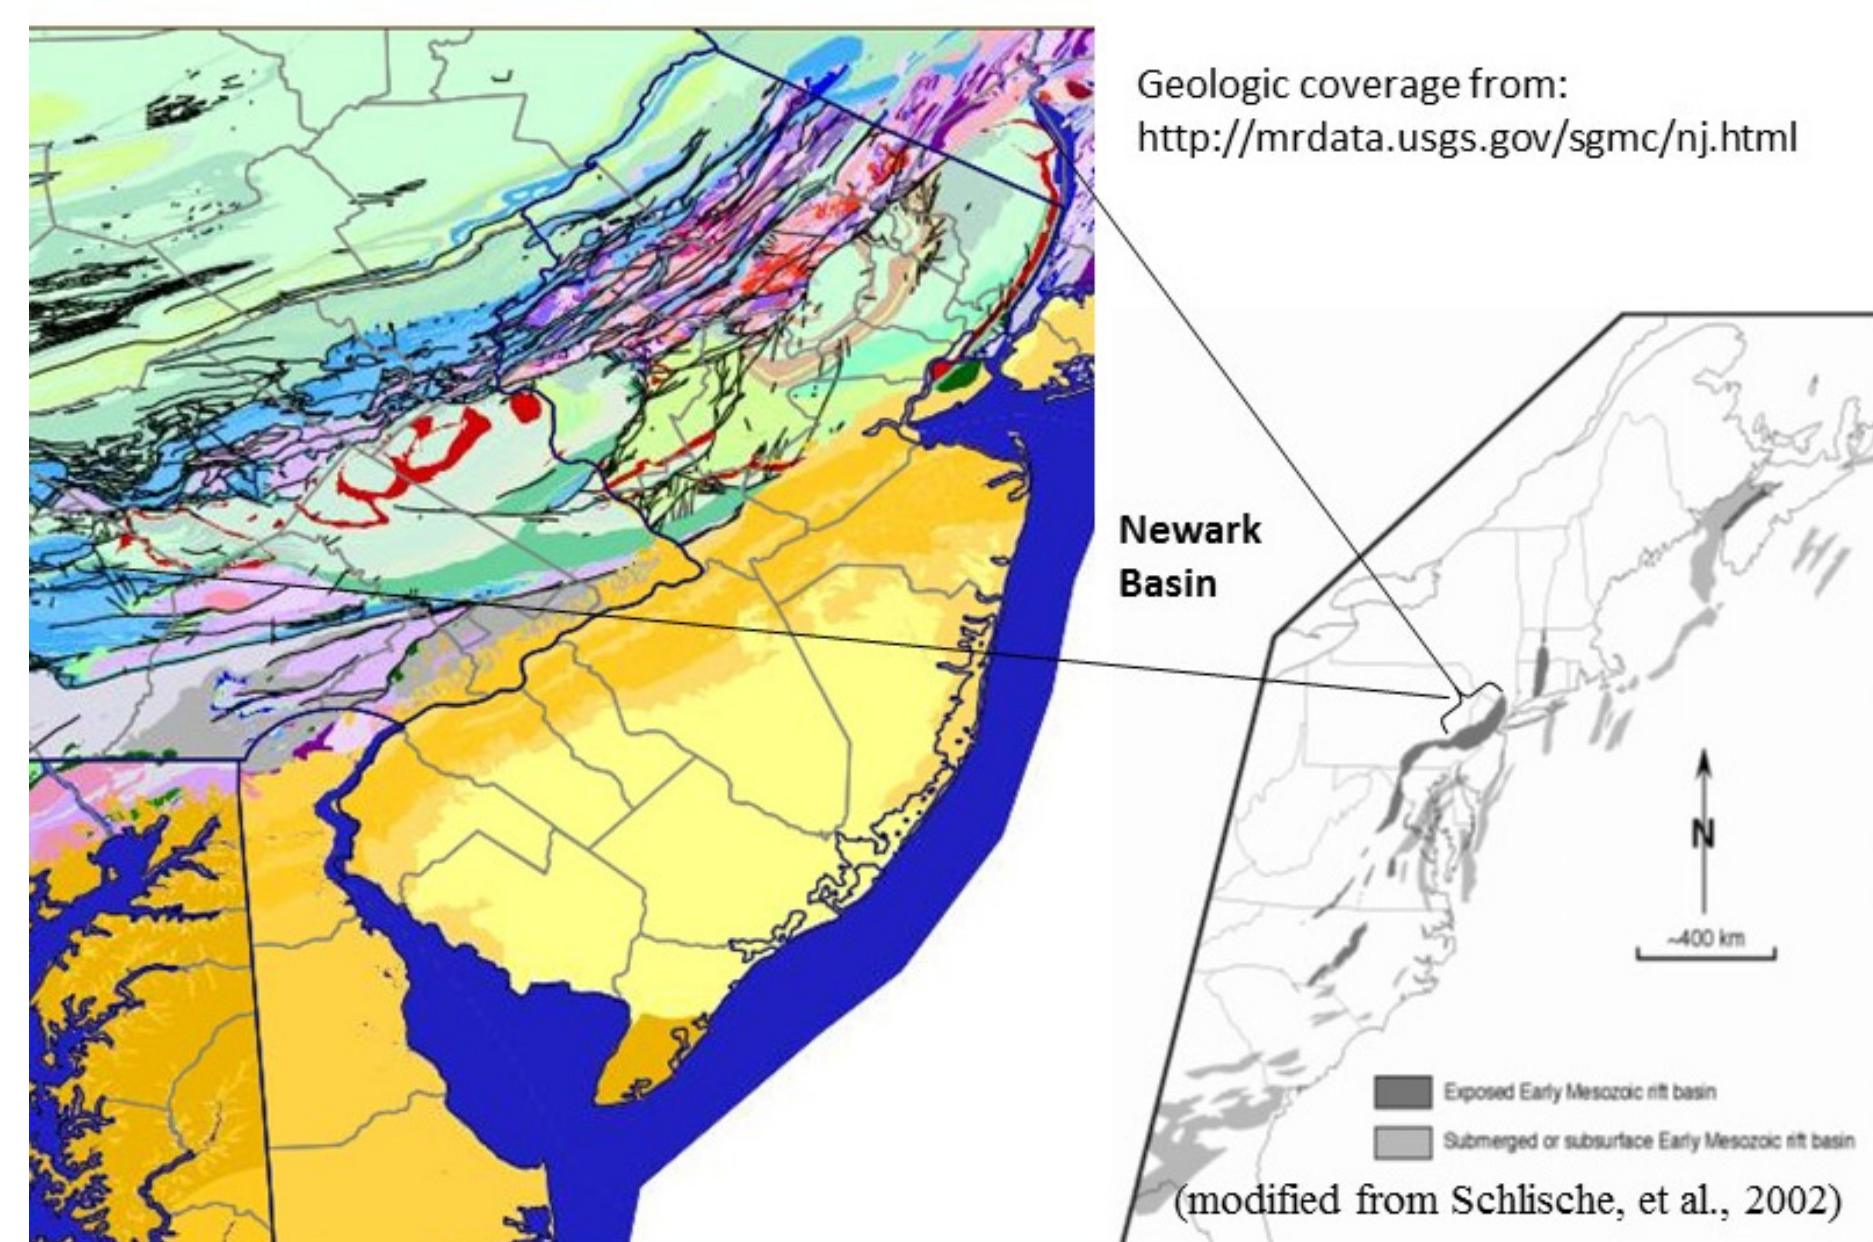 Geologic coverage from:
http://mrdata.usgs.gov/sgmc/nj.html
Newark
Basin
N
~400 km
Exposed Early Mesozoic rift basin
Submerged or subsurface Early Mesozoic rift basin
(modified from Schlische, et al., 2002)